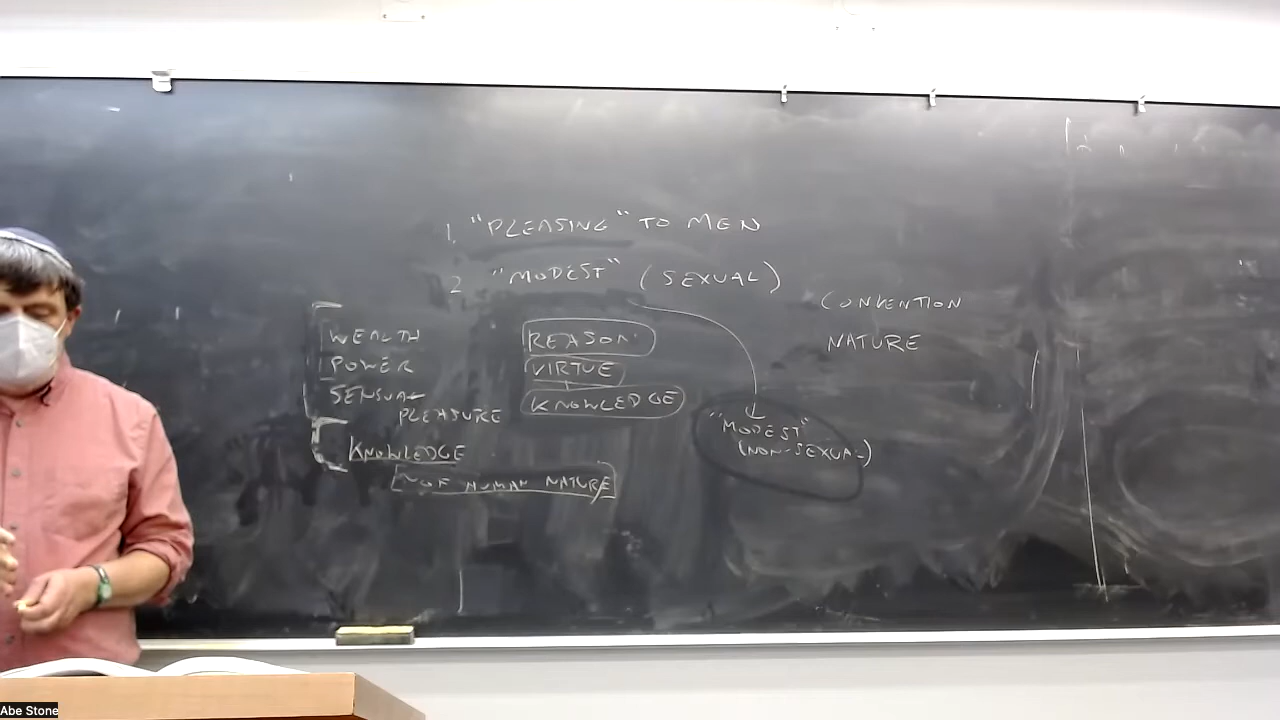 1. "PLEASING" TO MEN
2 "MODEST" (SEXUAL)
CONVENTION
NATURE
WEALTH
POWER
SENSUAL
PLEASURE
KNOWLEDGE
OF HUMAN NATURE
REASON
VIRTUE
KNOWLEDGE
"MODEST"
(NON-SEXUAL)
Abe Stone